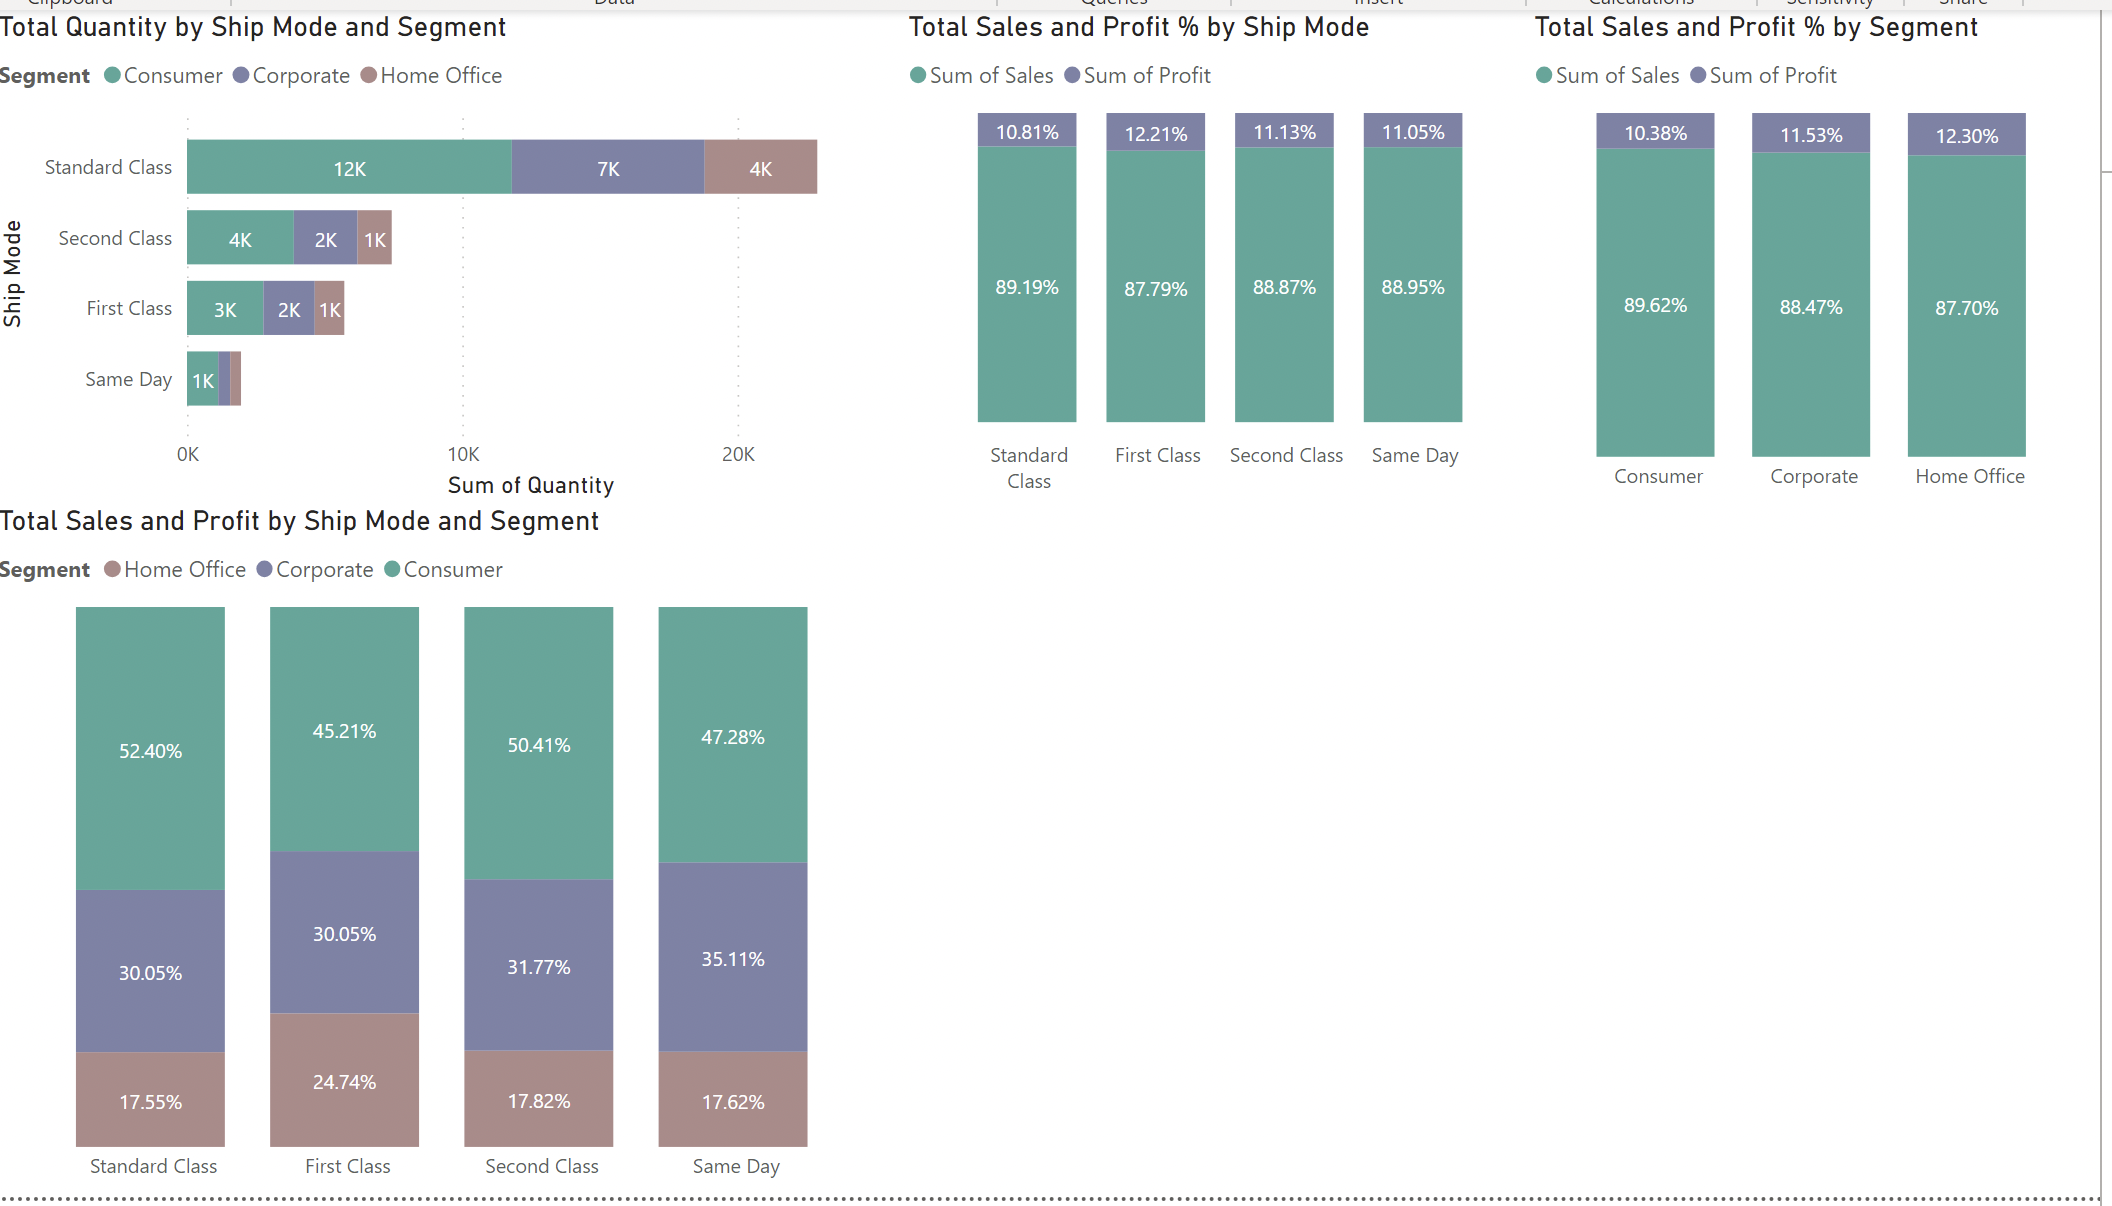 Clipboard Data Queries Insert Calculations Sensitivity Share
Total Quantity by Ship Mode and Segment
Segment Consumer Corporate Home Office
Ship Mode
Standard Class 12K 7K 4K
Second Class 4K 2K 1K
First Class 3K 2K 1K
Same Day 1K
0K 10K 20K
Sum of Quantity
Total Sales and Profit % by Ship Mode
Sum of Sales Sum of Profit
10.81% 12.21% 11.13% 11.05%
89.19% 87.79% 88.87% 88.95%
Standard Class First Class Second Class Same Day
Total Sales and Profit % by Segment
Sum of Sales Sum of Profit
10.38% 11.53% 12.30%
89.62% 88.47% 87.70%
Consumer Corporate Home Office
Total Sales and Profit by Ship Mode and Segment
Segment Home Office Corporate Consumer
52.40% 45.21% 50.41% 47.28%
30.05% 30.05% 31.77% 35.11%
17.55% 24.74% 17.82% 17.62%
Standard Class First Class Second Class Same Day